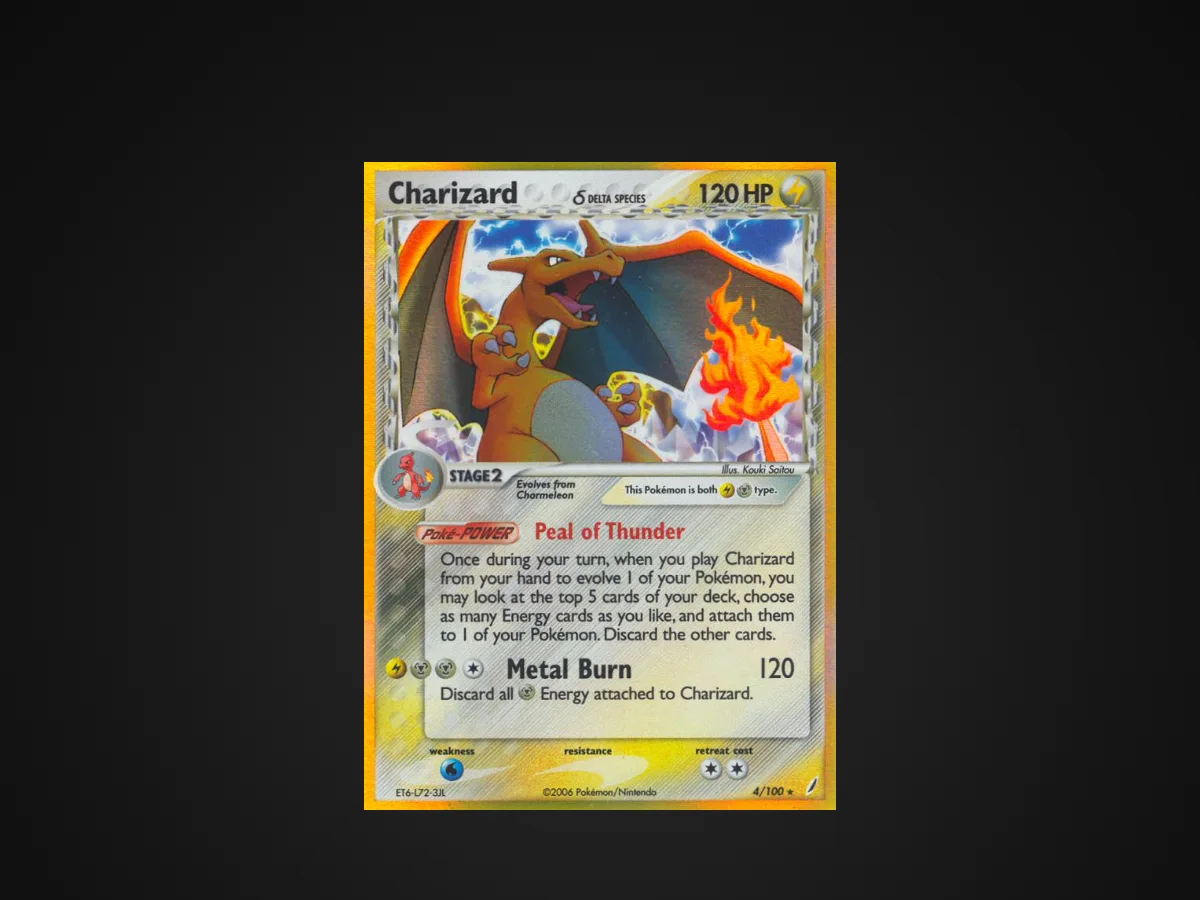 Charizard δ DELTA SPECIES 120 HP
Illus. Kouki Saitou
STAGE2
Evolves from
Charmeleon
This Pokémon is both type.
Poké-POWER Peal of Thunder
Once during your turn, when you play Charizard
from your hand to evolve 1 of your Pokémon, you
may look at the top 5 cards of your deck, choose
as many Energy cards as you like, and attach them
to 1 of your Pokémon. Discard the other cards.
Metal Burn 120
Discard all Energy attached to Charizard.
weakness resistance retreat cost
ET6-L72-3JL ©2006 Pokémon/Nintendo 4/100 ★